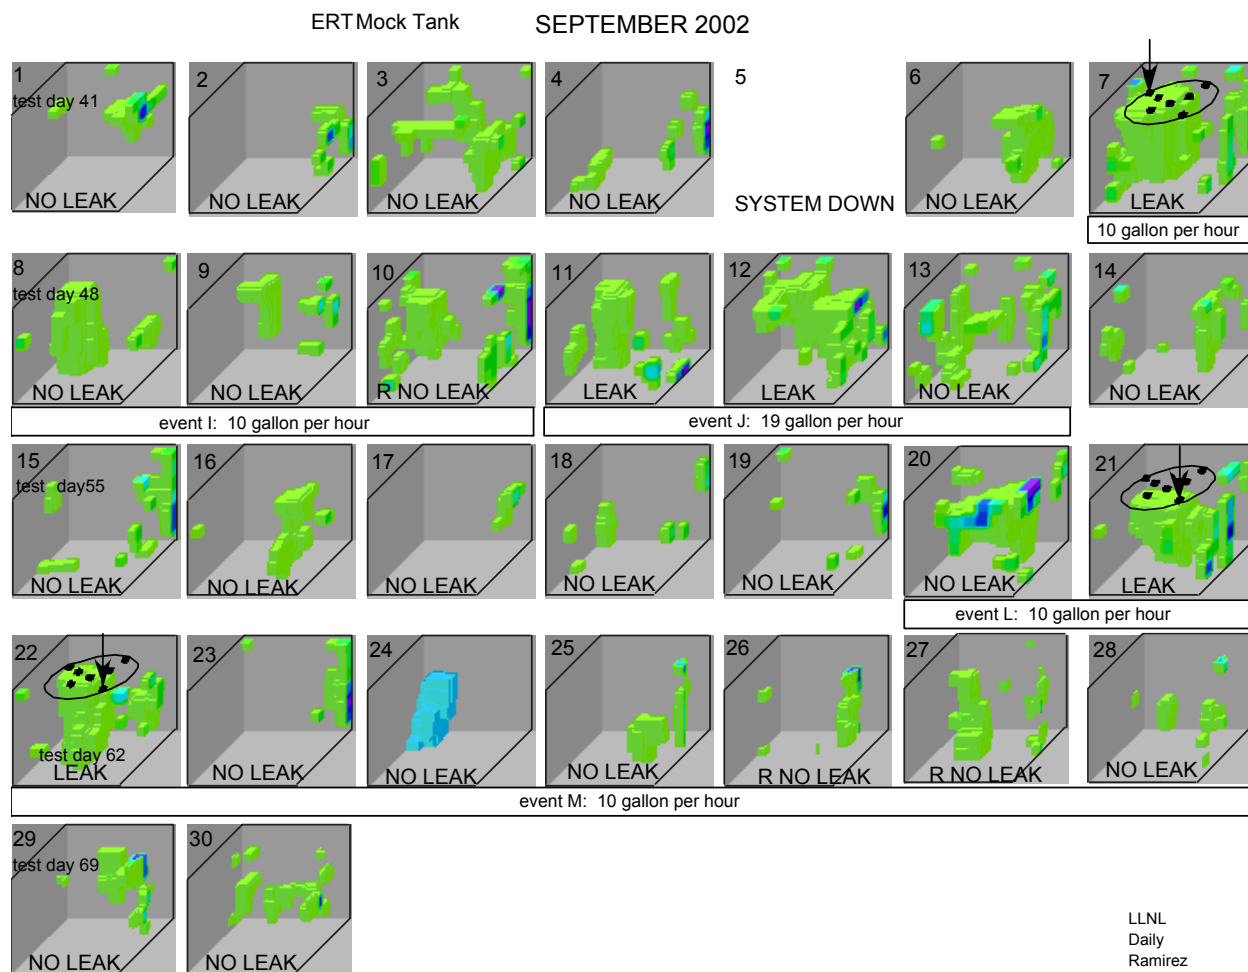 ERT Mock Tank SEPTEMBER 2002
1 2 3 4 5 6 7
test day 41
NO LEAK NO LEAK NO LEAK NO LEAK SYSTEM DOWN NO LEAK LEAK
10 gallon per hour
8 9 10 11 12 13 14
test day 48
NO LEAK NO LEAK R NO LEAK LEAK LEAK NO LEAK NO LEAK
event I: 10 gallon per hour event J: 19 gallon per hour
15 16 17 18 19 20 21
test day55
NO LEAK NO LEAK NO LEAK NO LEAK NO LEAK NO LEAK LEAK
event L: 10 gallon per hour
22 23 24 25 26 27 28
test day 62
LEAK NO LEAK NO LEAK NO LEAK R NO LEAK R NO LEAK NO LEAK
event M: 10 gallon per hour
29 30
test day 69
NO LEAK NO LEAK
LLNL
Daily
Ramirez